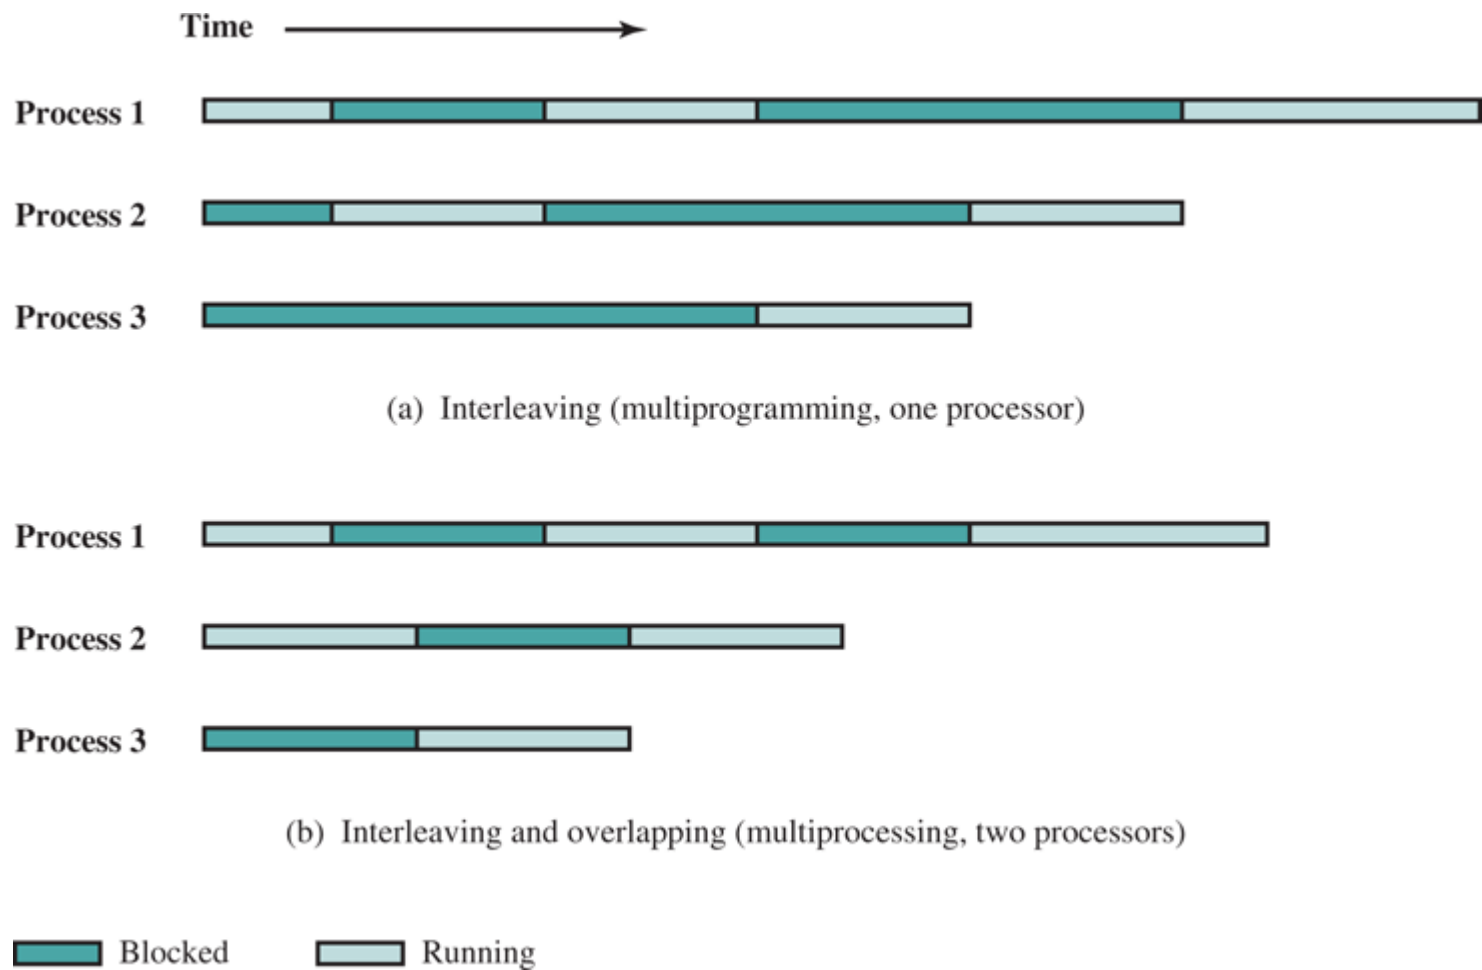 Time
Process 1
Process 2
Process 3
(a) Interleaving (multiprogramming, one processor)
Process 1
Process 2
Process 3
(b) Interleaving and overlapping (multiprocessing, two processors)
Blocked Running